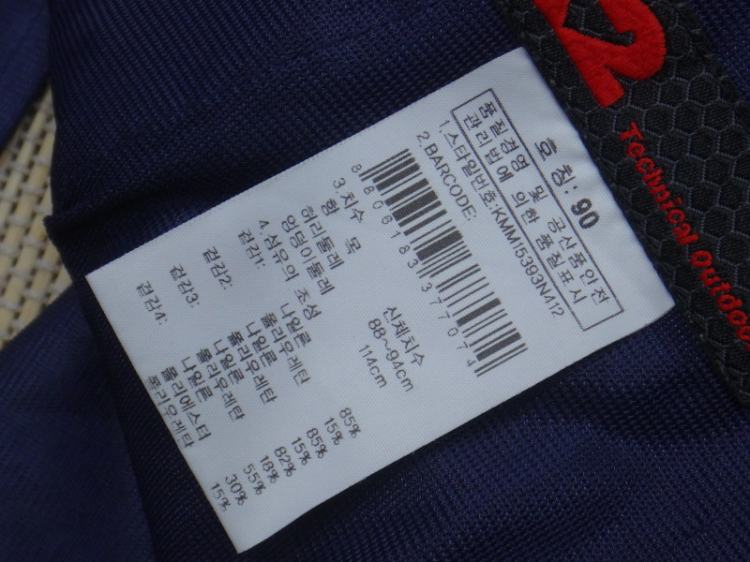 호 칭: 90
품질경영 및 공산품안전
관리법에 의한 품질표시
1.스타일번호:KMMI5393N412
2.BARCODE:
8806183377074
3.치수 항목 신체치수
허리둘레 88~94cm
엉덩이둘레 114cm
4.섬유의 조성
겉감1: 나일론 85%
폴리우레탄 15%
겉감2: 나일론 85%
폴리우레탄 15%
겉감3: 나일론 82%
폴리우레탄 18%
겉감4: 나일론 55%
폴리에스터 30%
폴리우레탄 15%
2
Technical Outdoo